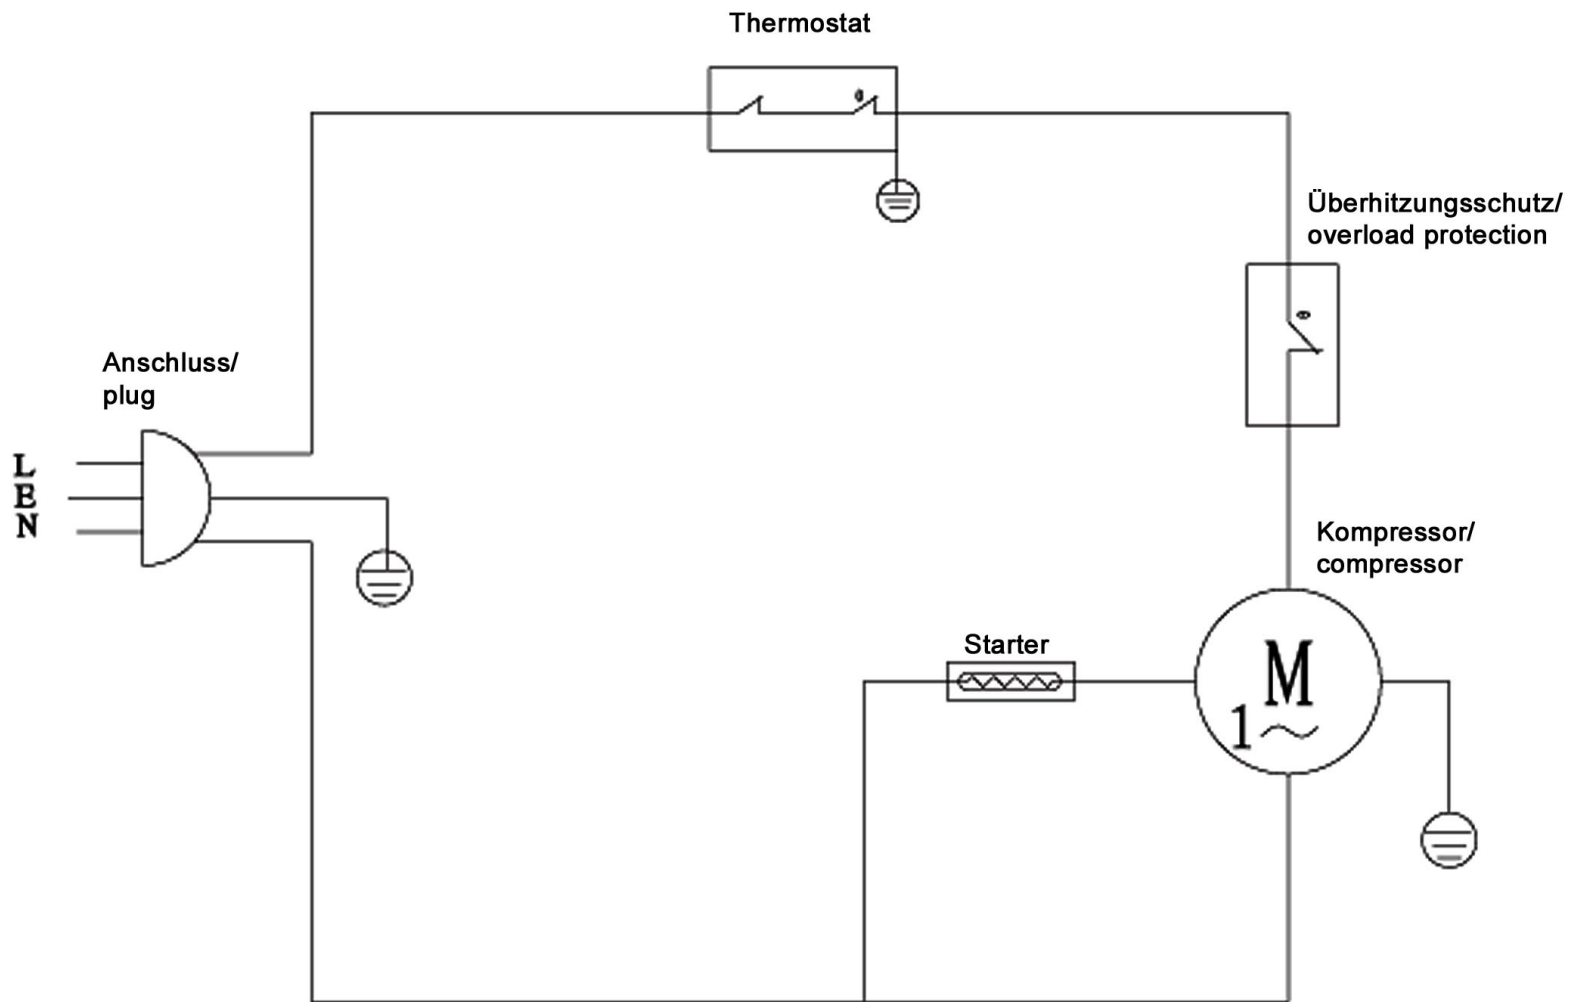 Thermostat
Überhitzungsschutz/
overload protection
Anschluss/
plug
L
E
N
Kompressor/
compressor
Starter
M
1~